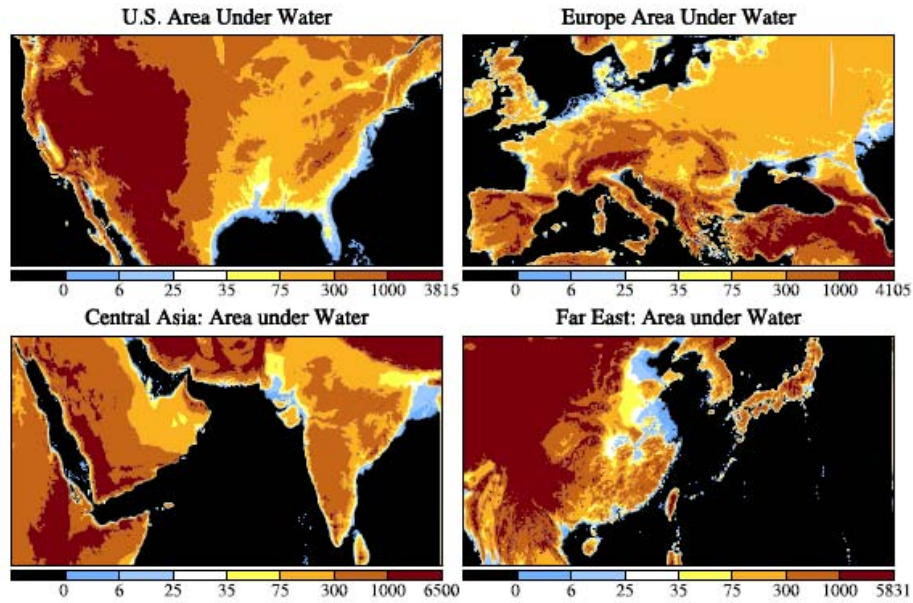 U.S. Area Under Water
Europe Area Under Water
0 6 25 35 75 300 1000 3815
0 6 25 35 75 300 1000 4105
Central Asia: Area under Water
Far East: Area under Water
0 6 25 35 75 300 1000 6500
0 6 25 35 75 300 1000 5831